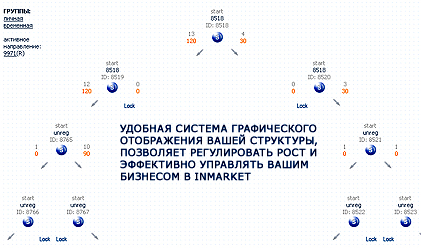 ГРУППЫ:
личная
временная
активное
направление:
9971(R)
start
8518
ID: 8518
13
120
4
30
start
8518
ID: 8519
12
120
0
0
Lock
start
8518
ID: 8520
0
0
3
30
Lock
УДОБНАЯ СИСТЕМА ГРАФИЧЕСКОГО
ОТОБРАЖЕНИЯ ВАШЕЙ СТРУКТУРЫ,
ПОЗВОЛЯЕТ РЕГУЛИРОВАТЬ РОСТ И
ЭФФЕКТИВНО УПРАВЛЯТЬ ВАШИМ
БИЗНЕСОМ В INMARKET
start
unreg
ID: 8765
1
0
10
90
start
unreg
ID: 8521
1
0
1
0
start
unreg
ID: 8766
Lock
start
unreg
ID: 8767
Lock
start
unreg
ID: 8522
Lock
start
unreg
ID: 8523
Lock